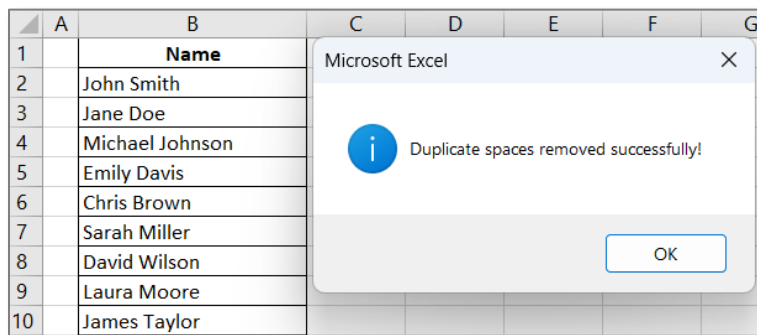 A B C D E F G
1 Name
2 John Smith
3 Jane Doe
4 Michael Johnson
5 Emily Davis
6 Chris Brown
7 Sarah Miller
8 David Wilson
9 Laura Moore
10 James Taylor
Microsoft Excel
Duplicate spaces removed successfully!
OK